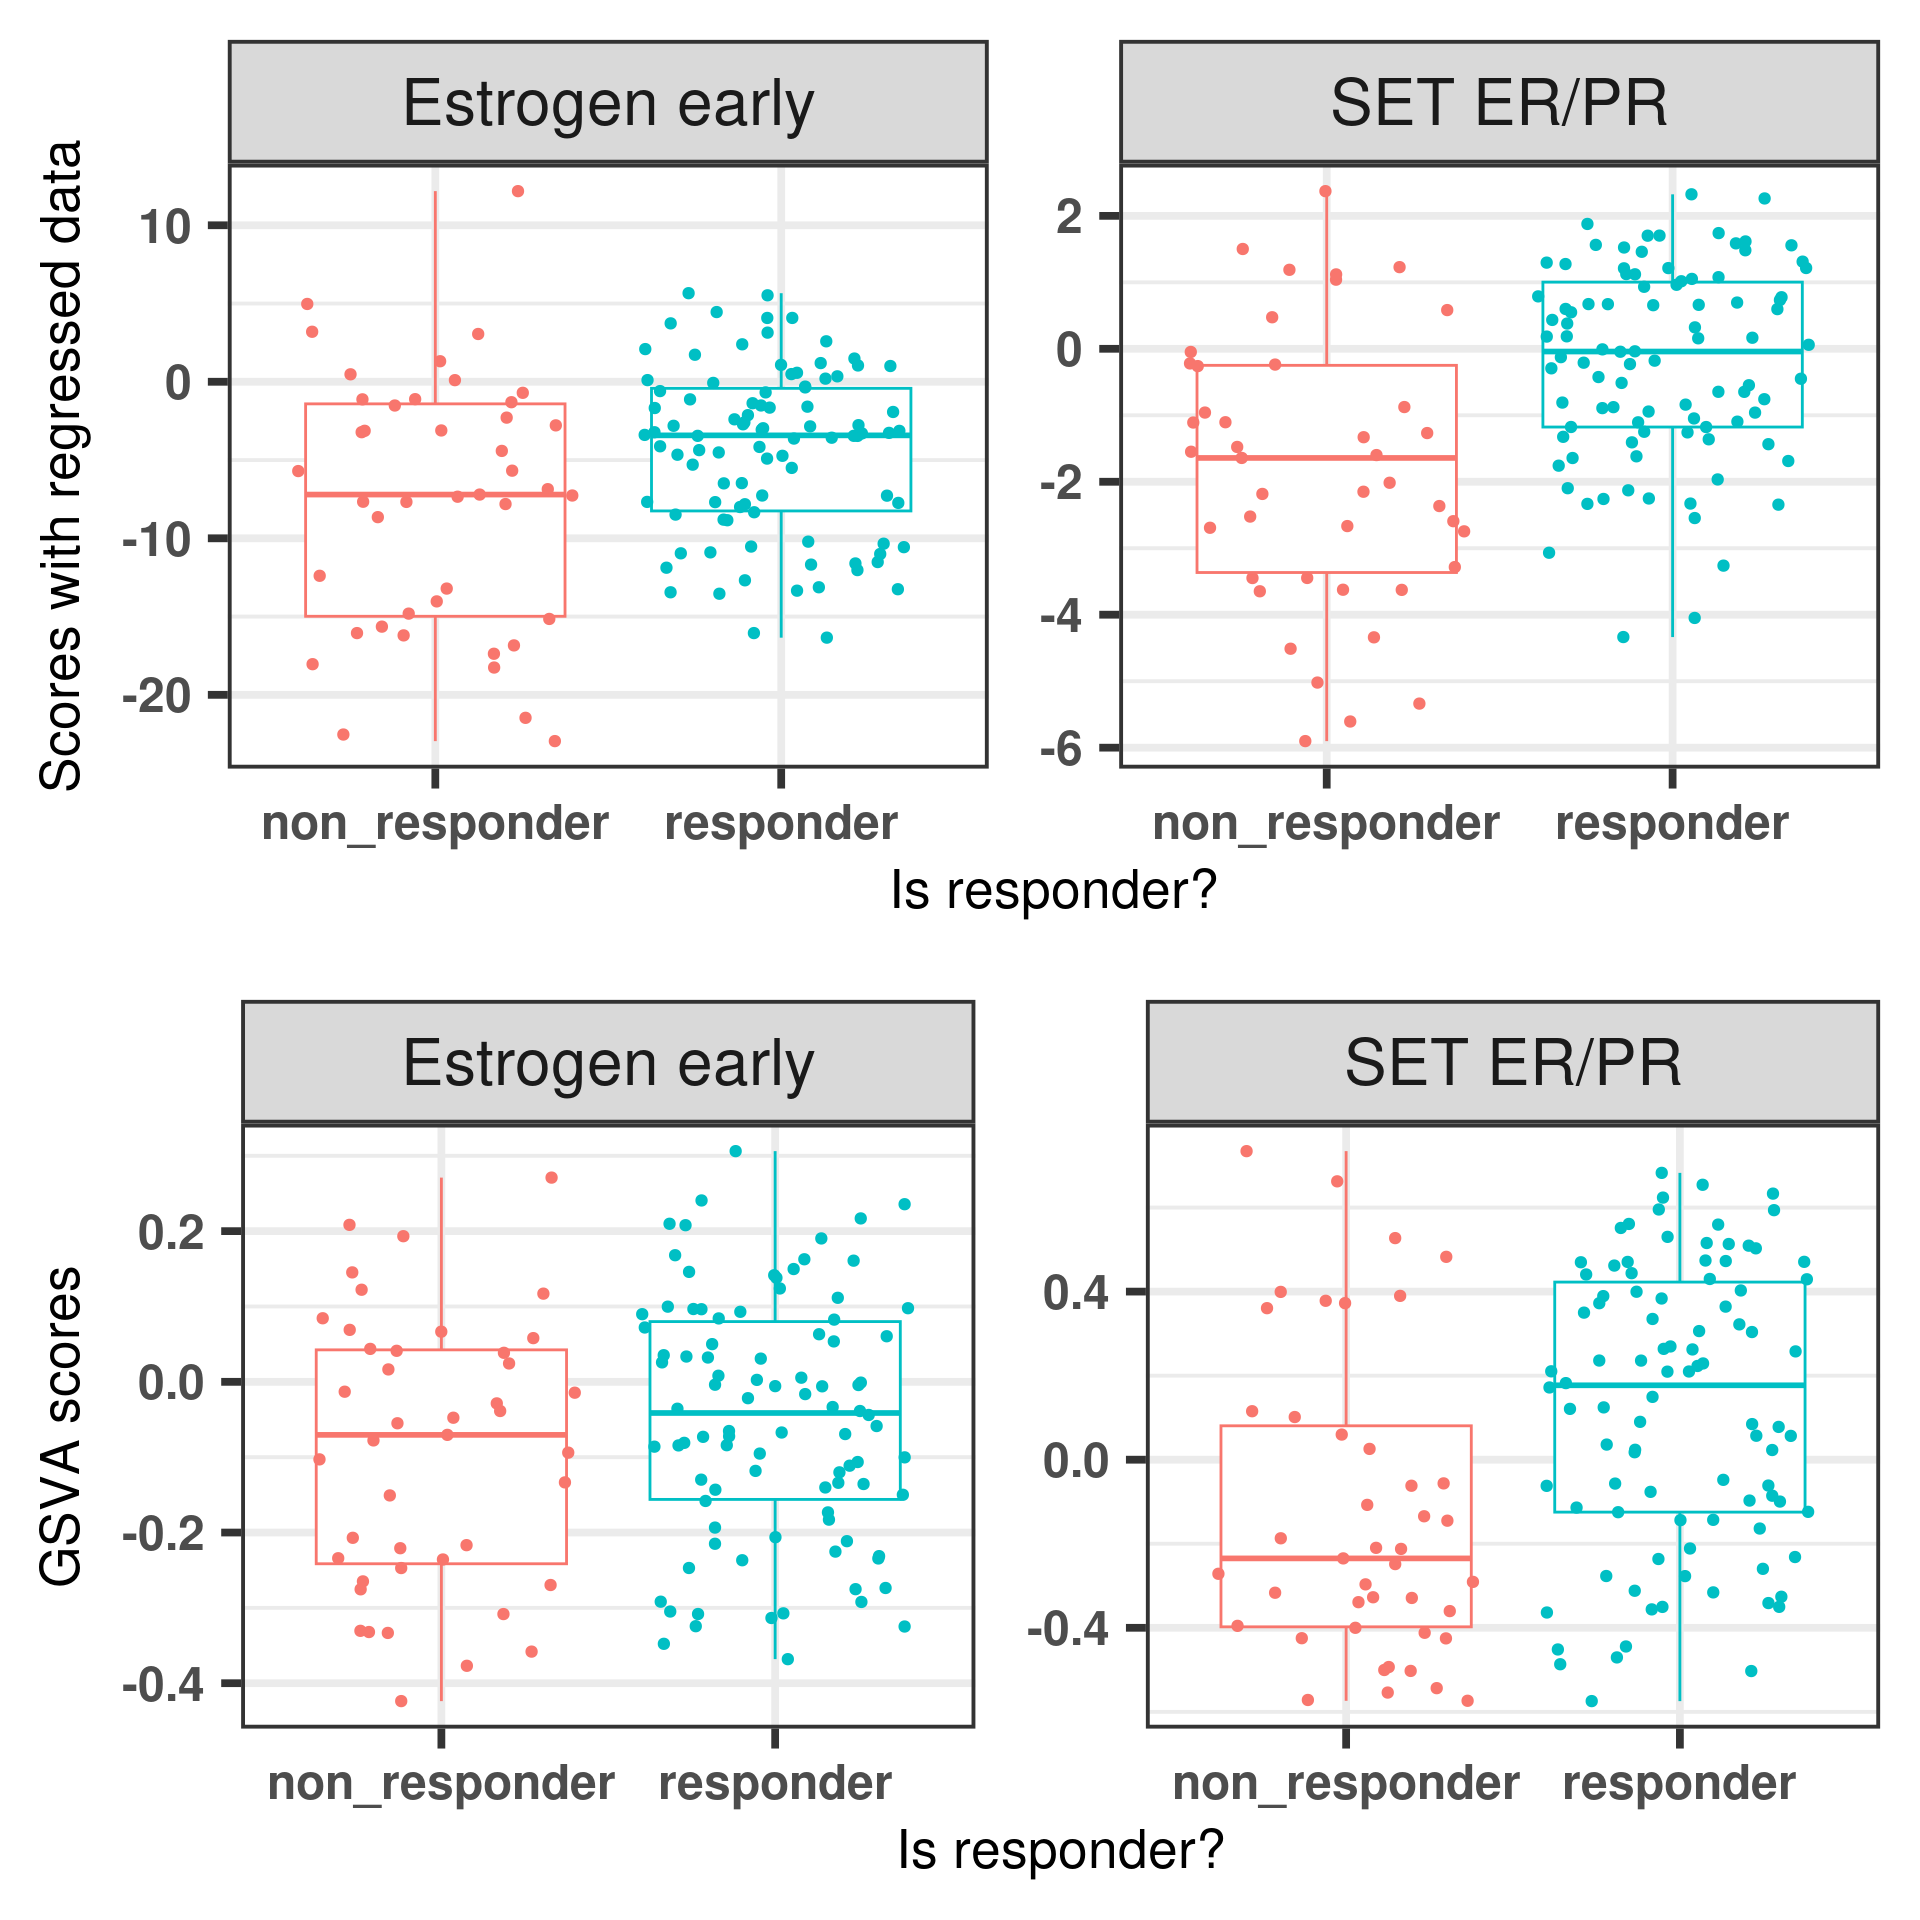 Estrogen early
SET ER/PR
Scores with regressed data
10
0
-10
-20
2
0
-2
-4
-6
non_responder
responder
non_responder
responder
Is responder?
Estrogen early
SET ER/PR
GSVA scores
0.2
0.0
-0.2
-0.4
0.4
0.0
-0.4
non_responder
responder
non_responder
responder
Is responder?